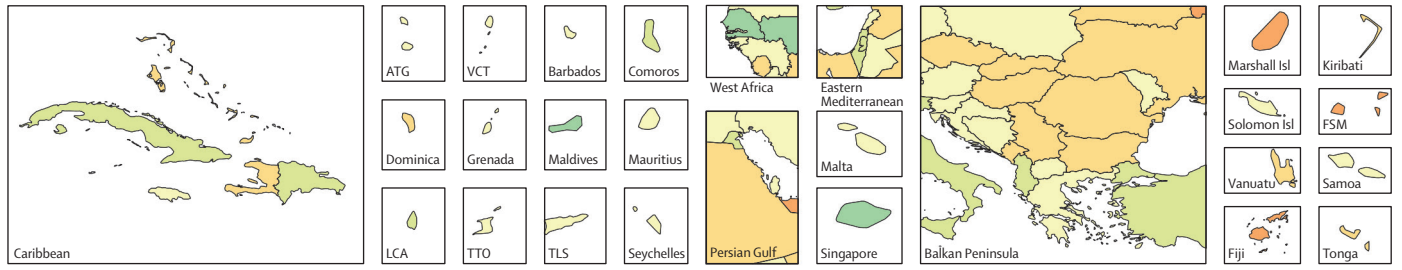 Caribbean
ATG
VCT
Barbados
Comoros
Dominica
Grenada
Maldives
Mauritius
LCA
TTO
TLS
Seychelles
West Africa
Eastern
Mediterranean
Persian Gulf
Malta
Singapore
Balkan Peninsula
Marshall Isl
Kiribati
Solomon Isl
FSM
Vanuatu
Samoa
Fiji
Tonga